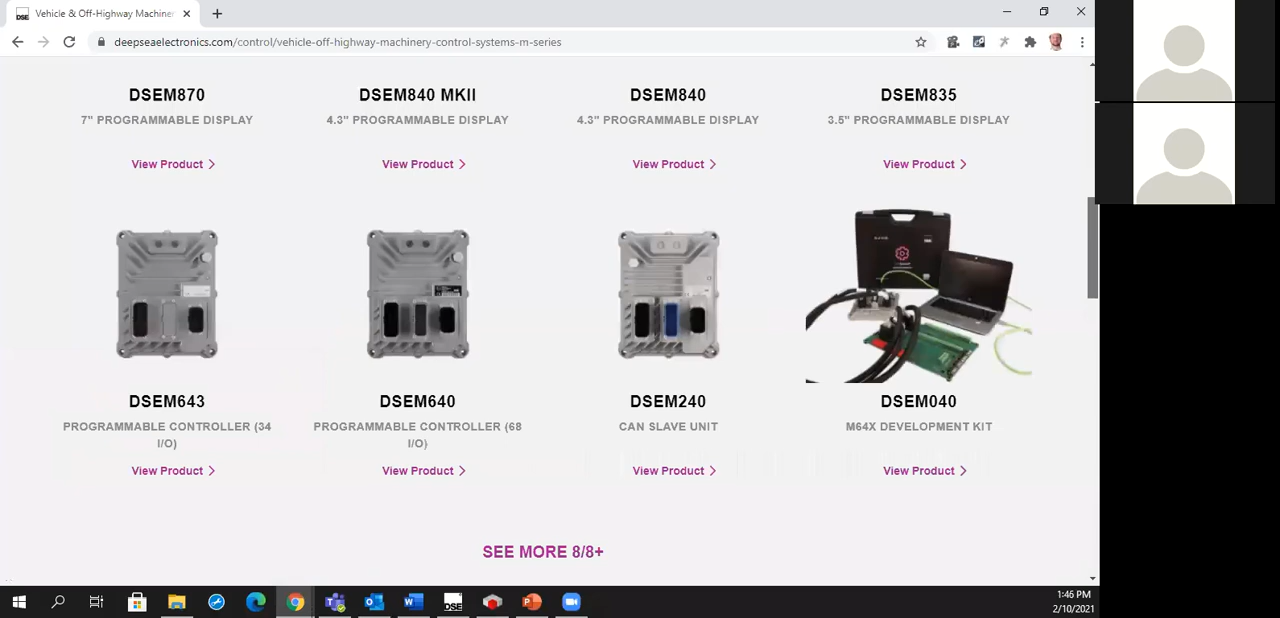 DSE Vehicle & Off-Highway Machiner
deepseaelectronics.com/control/vehicle-off-highway-machinery-control-systems-m-series
DSEM870
7" PROGRAMMABLE DISPLAY
View Product
DSEM840 MKII
4.3" PROGRAMMABLE DISPLAY
View Product
DSEM840
4.3" PROGRAMMABLE DISPLAY
View Product
DSEM835
3.5" PROGRAMMABLE DISPLAY
View Product
DSEM643
PROGRAMMABLE CONTROLLER (34
I/O)
View Product
DSEM640
PROGRAMMABLE CONTROLLER (68
I/O)
View Product
DSEM240
CAN SLAVE UNIT
View Product
DSEM040
M64X DEVELOPMENT KIT
View Product
SEE MORE 8/8+
DSE
1:46 PM
2/10/2021